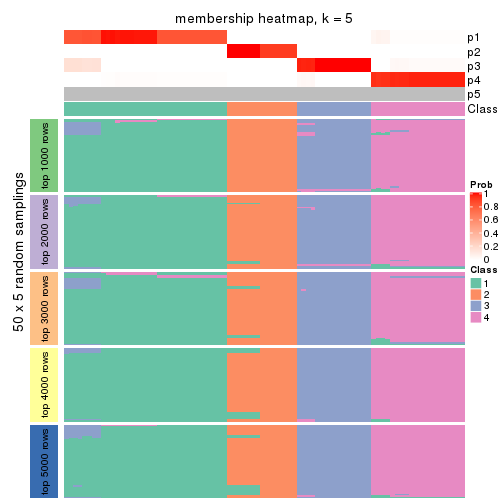 membership heatmap, k = 5
p1
p2
p3
p4
p5
Class
50 x 5 random samplings
top 1000 rows
top 2000 rows
top 3000 rows
top 4000 rows
top 5000 rows
Prob
1
0.8
0.6
0.4
0.2
0
Class
1
2
3
4